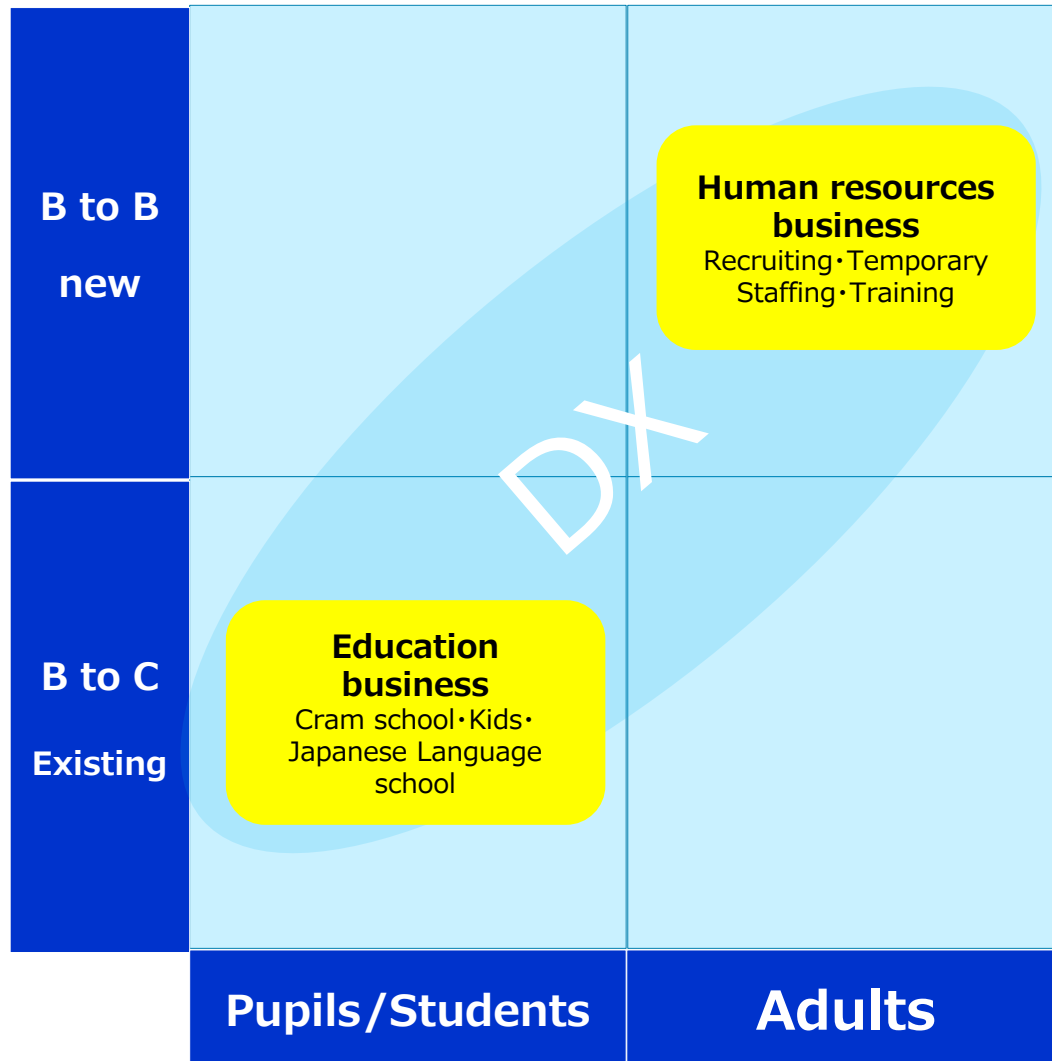 B to B
new
Human resources
business
Recruiting･Temporary
Staffing･Training
DX
B to C
Existing
Education
business
Cram school･Kids･
Japanese Language
school
Pupils/Students
Adults